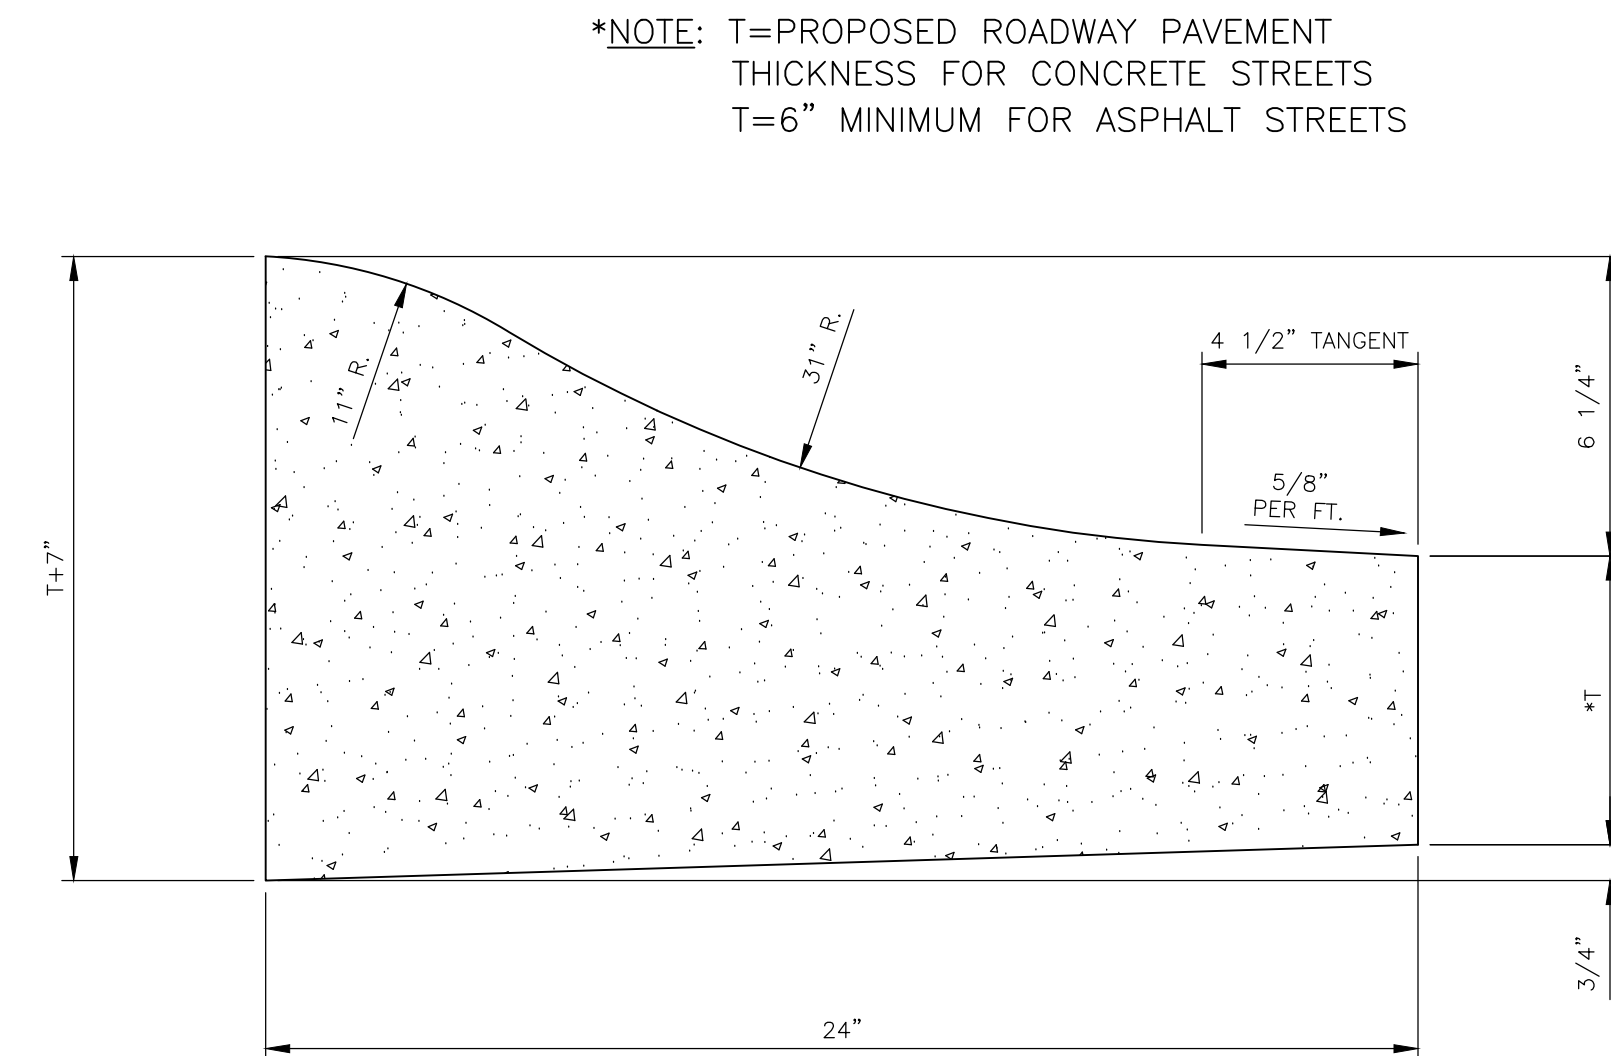 *NOTE: T=PROPOSED ROADWAY PAVEMENT
THICKNESS FOR CONCRETE STREETS
T=6" MINIMUM FOR ASPHALT STREETS
11" R.
31" R.
4 1/2" TANGENT
6 1/4"
5/8"
PER FT.
T+7"
*T
3/4"
24"